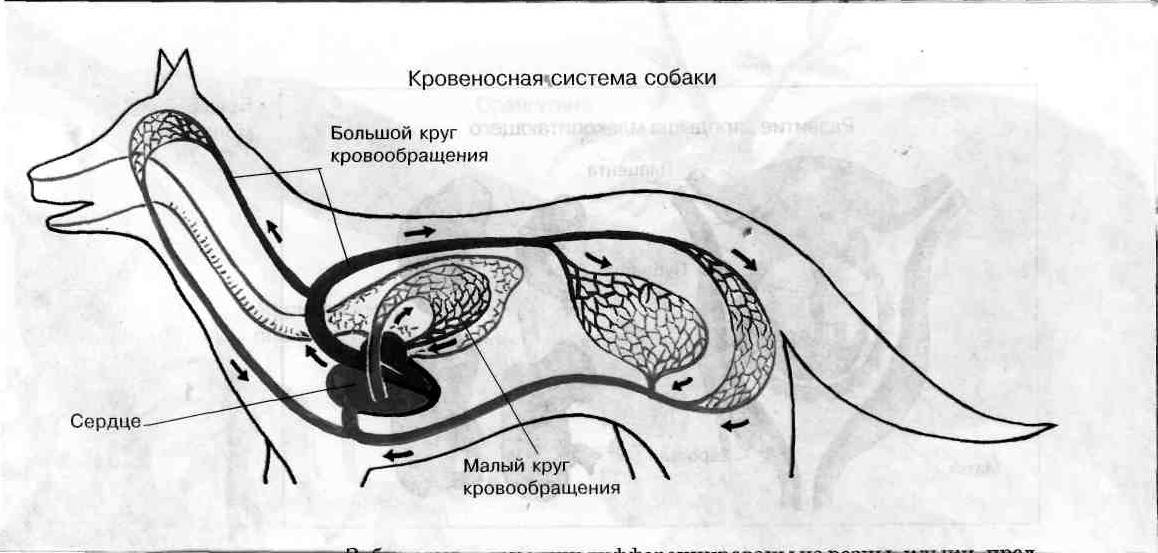 Кровеносная система собаки
Большой круг
кровообращения
Сердце
Малый круг
кровообращения